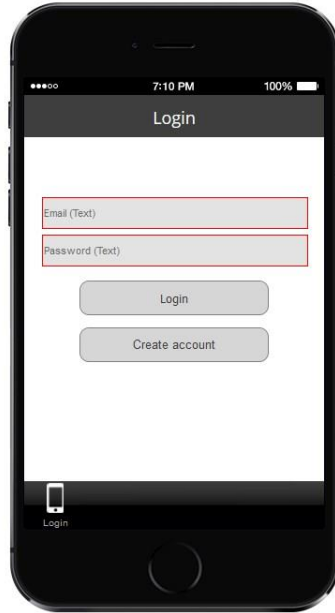 7:10 PM 100%
Login
Email (Text)
Password (Text)
Login
Create account
Login